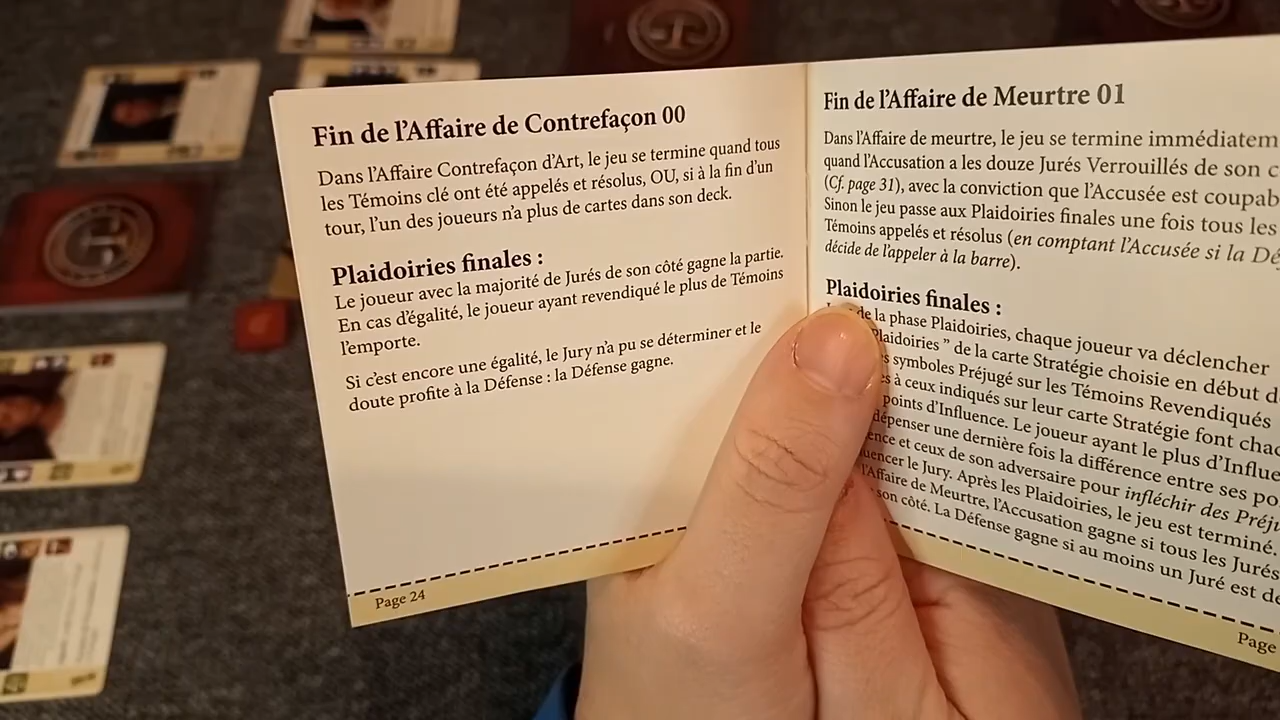 Fin de l'Affaire de Contrefaçon 00
Dans l'Affaire Contrefaçon d'Art, le jeu se termine quand tous
les Témoins clé ont été appelés et résolus, OU, si à la fin d'un
tour, l'un des joueurs n'a plus de cartes dans son deck.
Plaidoiries finales :
Le joueur avec la majorité de Jurés de son côté gagne la partie.
En cas d'égalité, le joueur ayant revendiqué le plus de Témoins
l'emporte.
Si c'est encore une égalité, le Jury n'a pu se déterminer et le
doute profite à la Défense : la Défense gagne.
Page 24
Fin de l'Affaire de Meurtre 01
Dans l'Affaire de meurtre, le jeu se termine immédiatem
quand l'Accusation a les douze Jurés Verrouillés de son c
(Cf. page 31), avec la conviction que l'Accusée est coupab
Sinon le jeu passe aux Plaidoiries finales une fois tous les
Témoins appelés et résolus (en comptant l'Accusée si la Dé
décide de l'appeler à la barre).
Plaidoiries finales :
de la phase Plaidoiries, chaque joueur va déclencher
Plaidoiries " de la carte Stratégie choisie en début d
symboles Préjugé sur les Témoins Revendiqués
à ceux indiqués sur leur carte Stratégie font chac
points d'Influence. Le joueur ayant le plus d'Influe
dépenser une dernière fois la différence entre ses po
et ceux de son adversaire pour infléchir des Préj
le Jury. Après les Plaidoiries, le jeu est terminé.
l'Affaire de Meurtre, l'Accusation gagne si tous les Jurés
son côté. La Défense gagne si au moins un Juré est de
Page